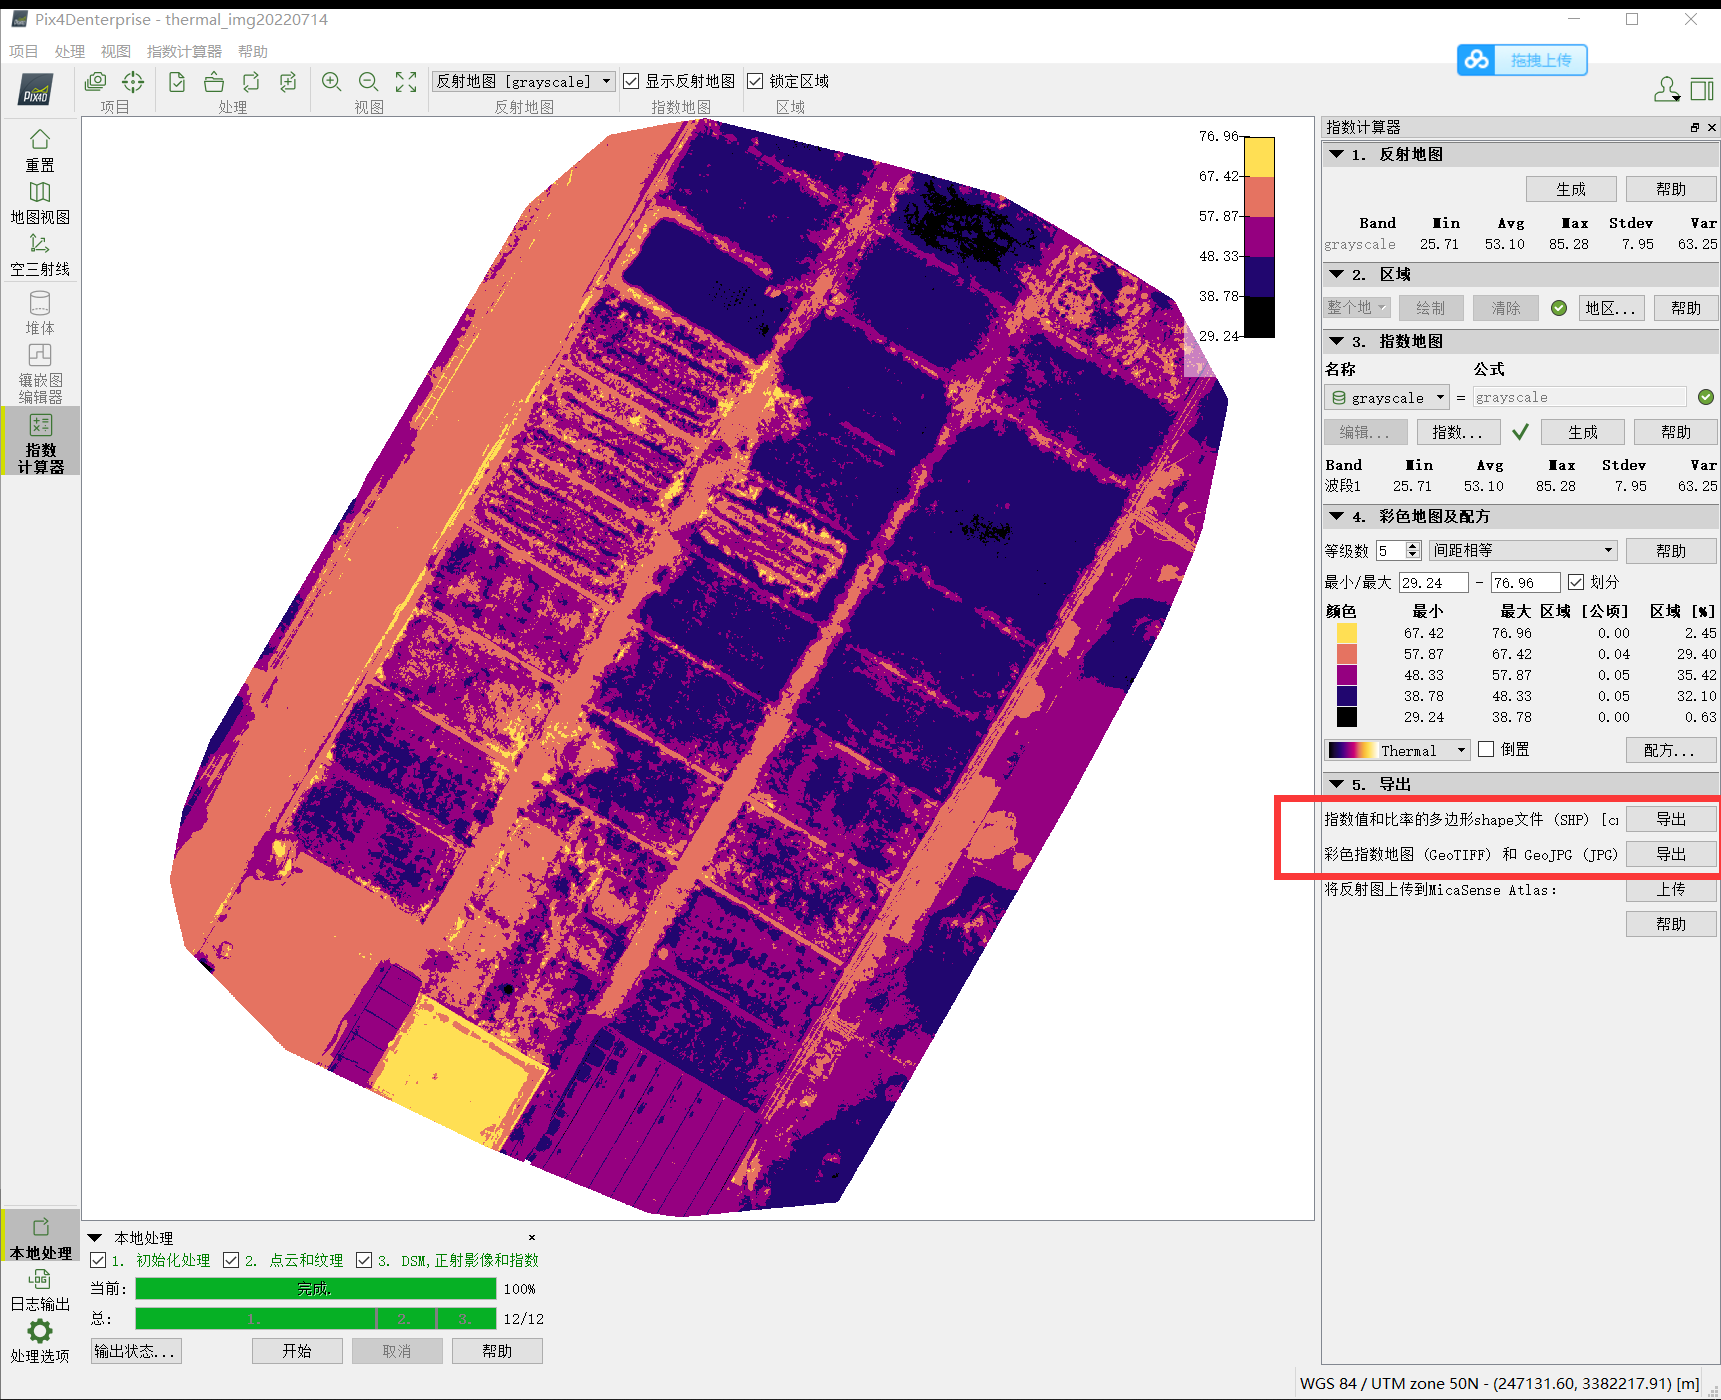 Pix4Denterprise - thermal_img20220714
项目 处理 视图 指数计算器 帮助
拖拽上传
PIX4D
反射地图 [grayscale]
显示反射地图
锁定区域
项目
处理
视图
反射地图
指数地图
区域
重置
地图视图
空三射线
堆体
镶嵌图
编辑器
指数
计算器
本地处理
日志输出
处理选项
76.96
67.42
57.87
48.33
38.78
29.24
指数计算器
1. 反射地图
生成 帮助
Band Min Avg Max Stdev Var
grayscale 25.71 53.10 85.28 7.95 63.25
2. 区域
整个地 绘制 清除 地区... 帮助
3. 指数地图
名称 公式
grayscale = grayscale
编辑... 指数... 生成 帮助
Band Min Avg Max Stdev Var
波段1 25.71 53.10 85.28 7.95 63.25
4. 彩色地图及配方
等级数 5 间距相等 帮助
最小/最大 29.24 - 76.96 划分
颜色 最小 最大 区域 [公顷] 区域 [%]
67.42 76.96 0.00 2.45
57.87 67.42 0.04 29.40
48.33 57.87 0.05 35.42
38.78 48.33 0.05 32.10
29.24 38.78 0.00 0.63
Thermal 倒置 配方...
5. 导出
指数值和比率的多边形shape文件 (SHP) [cm 导出
彩色指数地图 (GeoTIFF) 和 GeoJPG (JPG) 导出
将反射图上传到MicaSense Atlas: 上传
帮助
本地处理
1. 初始化处理 2. 点云和纹理 3. DSM,正射影像和指数
当前: 完成. 100%
总: 1. 2. 3. 12/12
输出状态... 开始 取消 帮助
LOG
WGS 84 / UTM zone 50N - (247131.60, 3382217.91) [m]